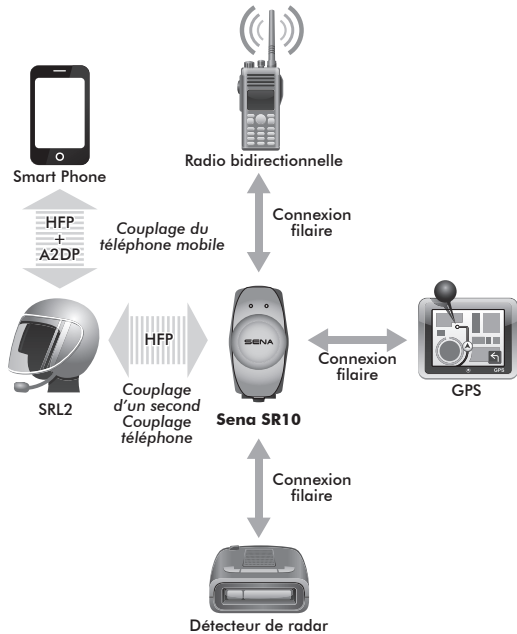 Radio bidirectionnelle
Smart Phone
HFP
+
A2DP
Couplage du
téléphone mobile
Connexion
filaire
SRL2
HFP
Couplage
d'un second
Couplage
téléphone
SENA
Sena SR10
Connexion
filaire
GPS
GPS
Connexion
filaire
Détecteur de radar